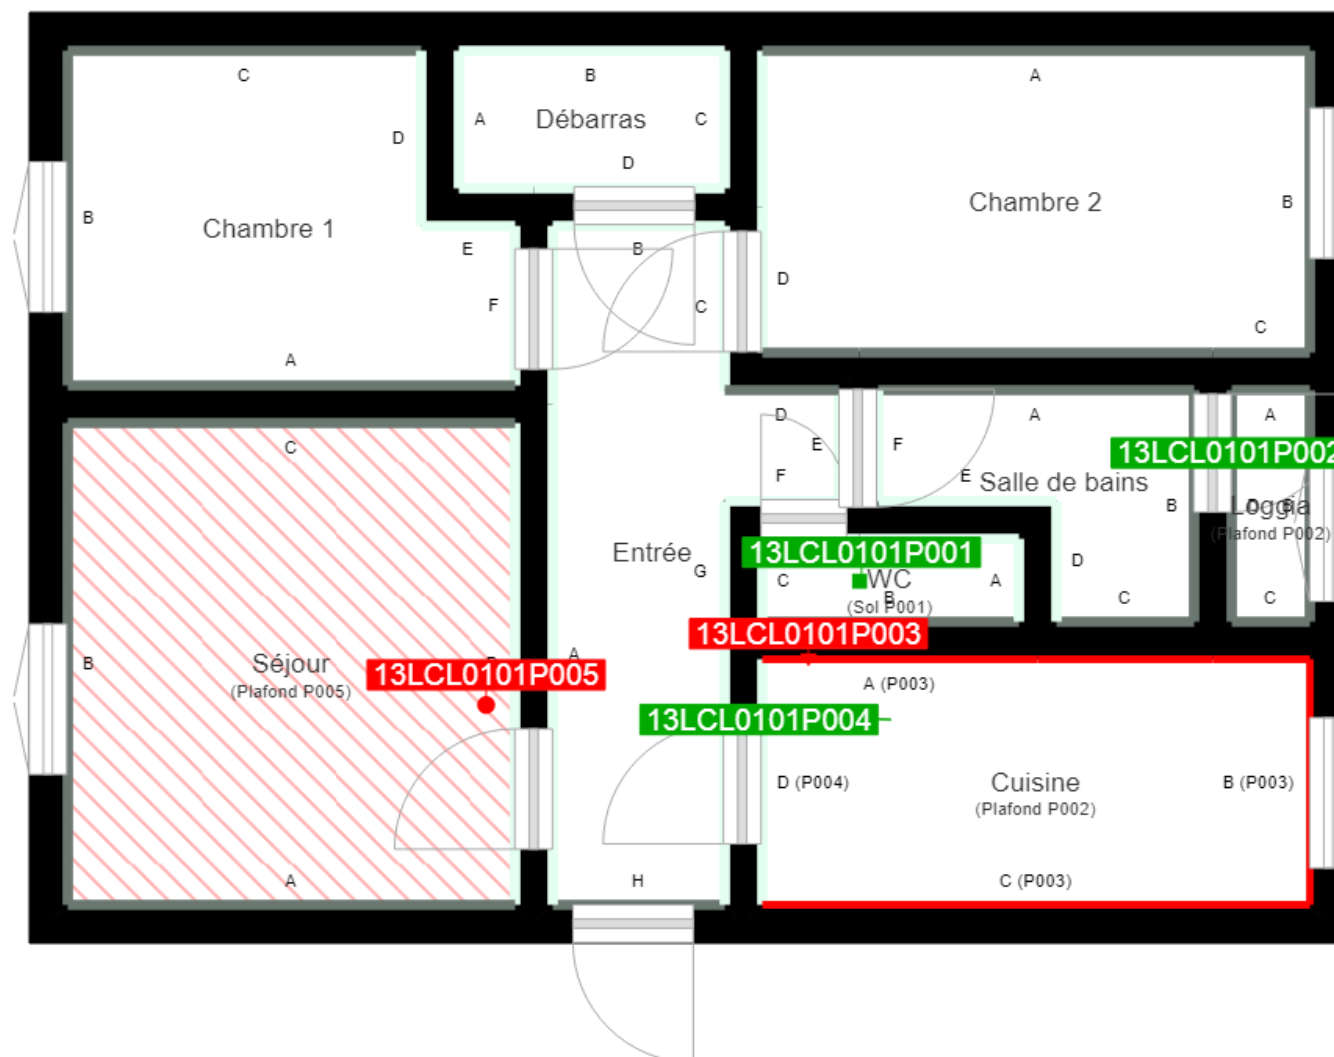 C
B
A
D
A
Débarras
C
D
D
Chambre 2
B
Chambre 1
B
E
B
F
C
D
C
A
D
A
A
C
E
F
13LCL0101P002
F
E
Salle de bains
B
Loggia
(Plafond P002)
Entrée
13LCL0101P001
G
C
WC
A
D
B
(Sol P001)
C
C
13LCL0101P003
A
B
Séjour
(Plafond P005)
13LCL0101P005
A (P003)
13LCL0101P004
D (P004)
Cuisine
(Plafond P002)
B (P003)
A
H
C (P003)